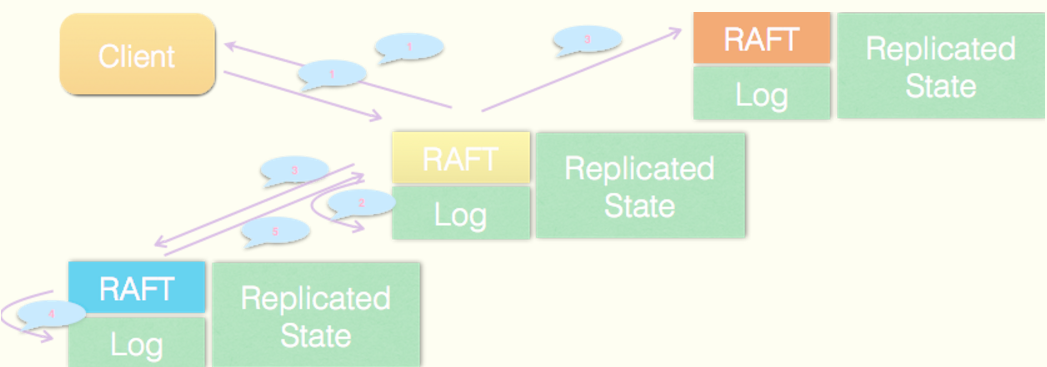 Client
1
1
3
RAFT
Log
Replicated
State
RAFT
Log
Replicated
State
3
2
5
RAFT
Log
Replicated
State
4